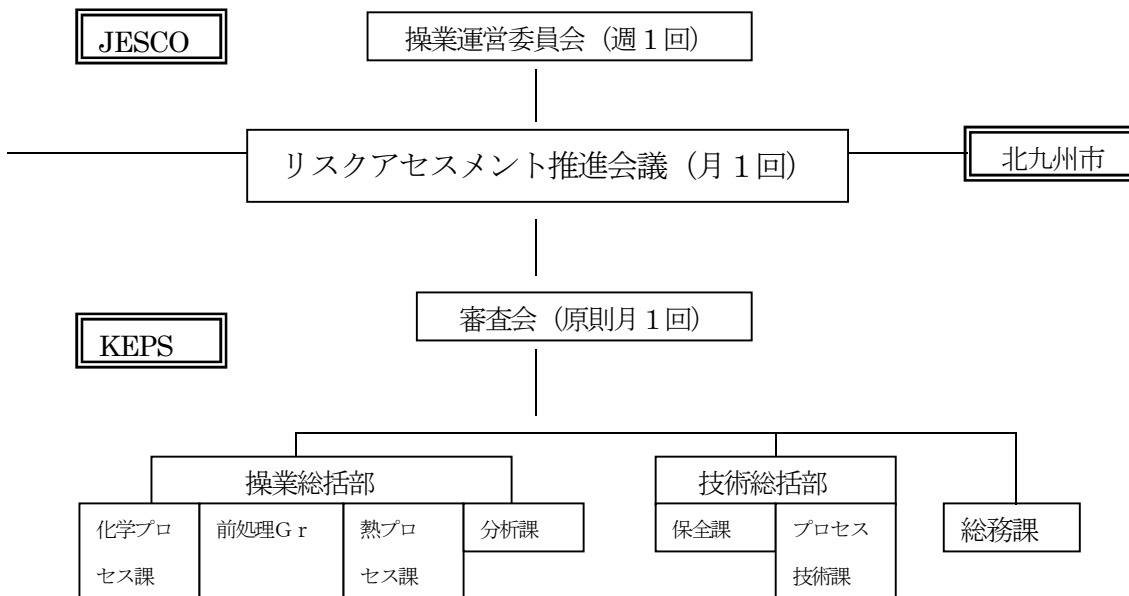 JESCO
操業運営委員会（週１回）
リスクアセスメント推進会議（月１回）
北九州市
審査会（原則月１回）
KEPS
操業総括部
技術総括部
化学プロ
セス課
前処理Ｇｒ
熱プロ
セス課
分析課
保全課
プロセス
技術課
総務課